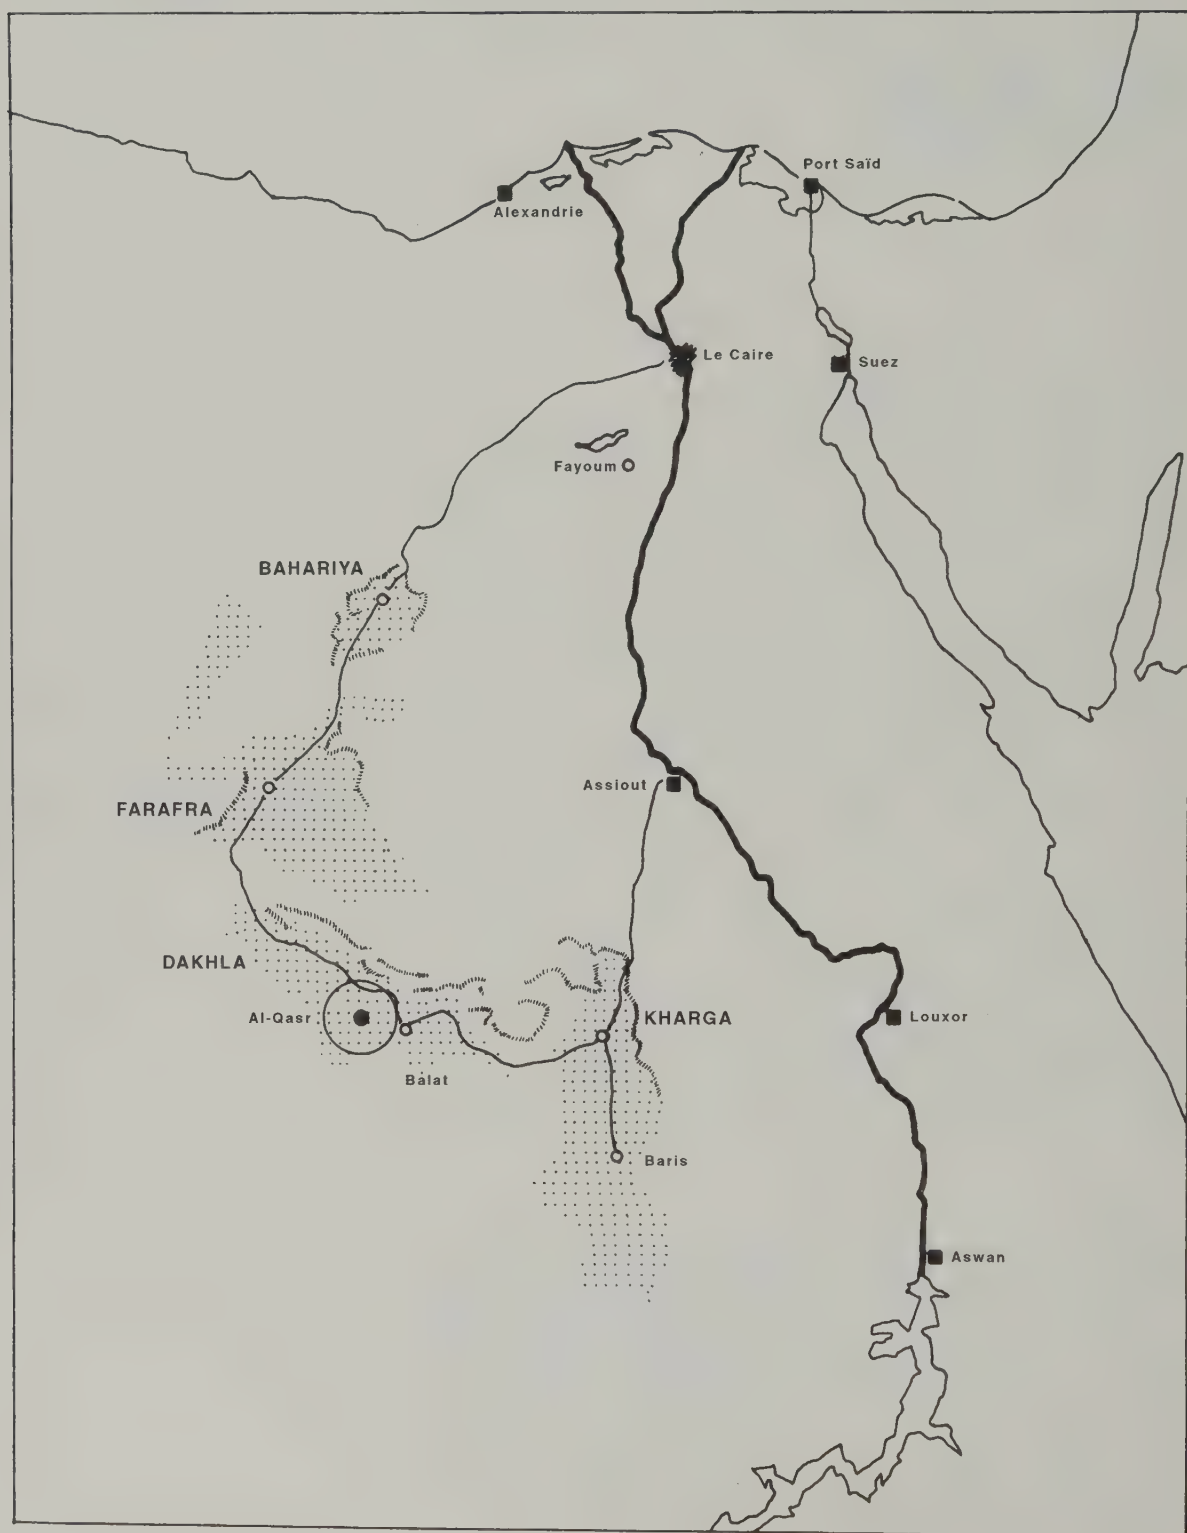 Port Saïd
Alexandrie
Le Caire
Suez
Fayoum
BAHARIYA
Assiout
FARAFRA
DAKHLA
Al-Qasr
KHARGA
Louxor
Balat
Baris
Aswan